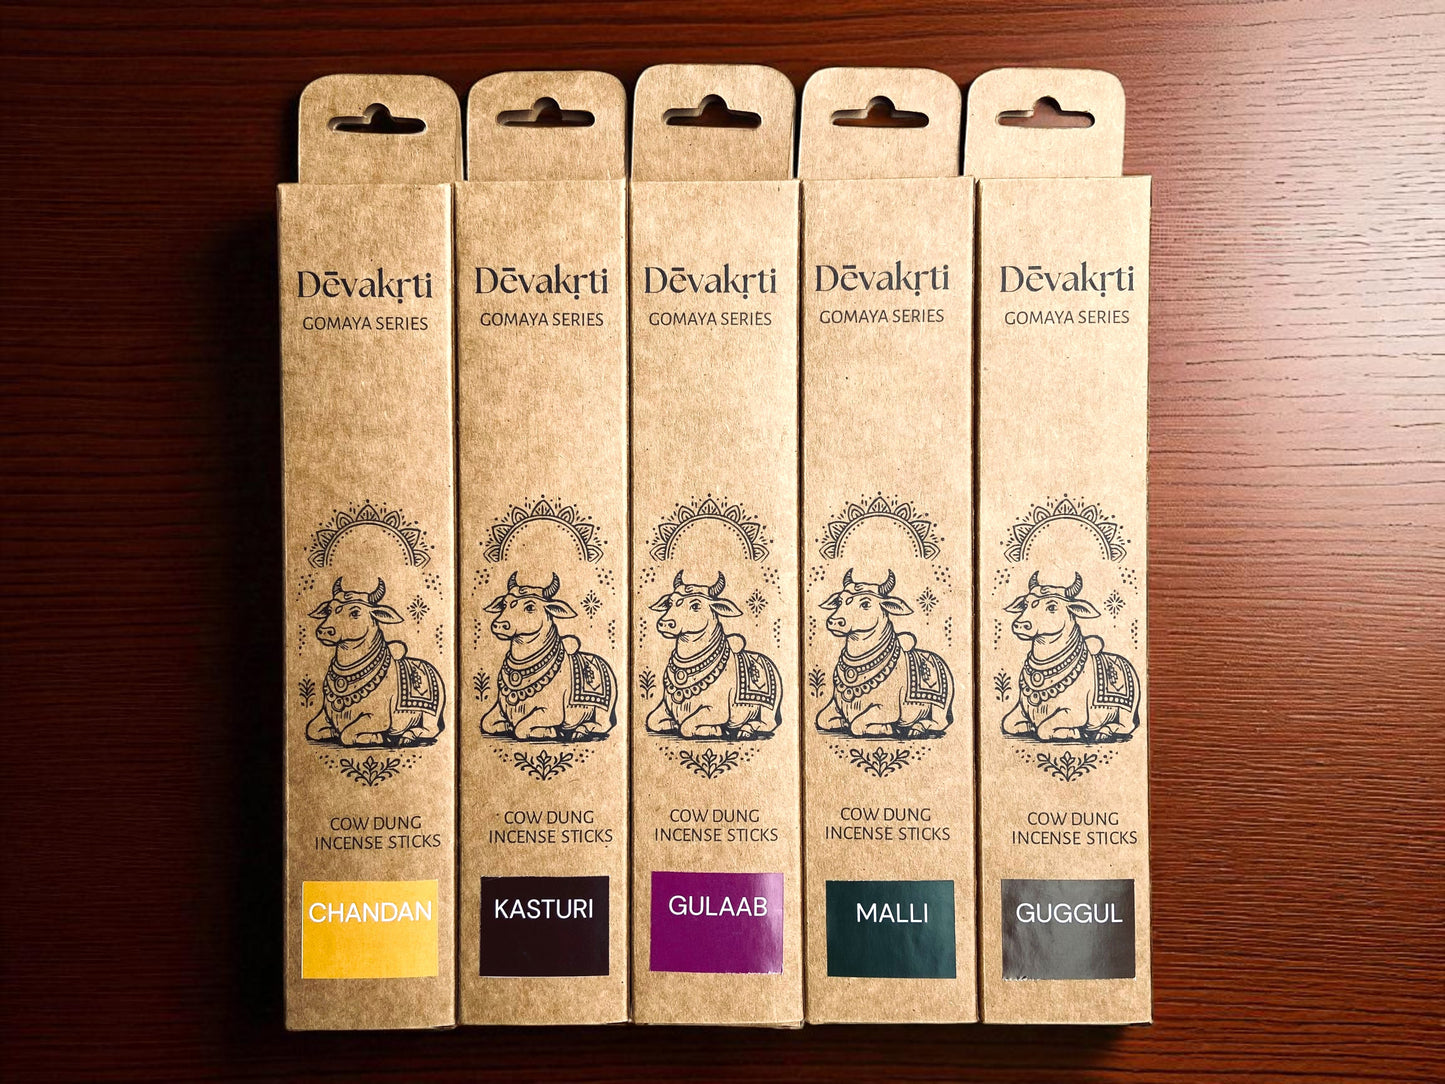 Dēvakṛti
GOMAYA SERIES
COW DUNG
INCENSE STICKS
CHANDAN
Dēvakṛti
GOMAYA SERIES
COW DUNG
INCENSE STICKS
KASTURI
Dēvakṛti
GOMAYA SERIES
COW DUNG
INCENSE STICKS
GULAAB
Dēvakṛti
GOMAYA SERIES
COW DUNG
INCENSE STICKS
MALLI
Dēvakṛti
GOMAYA SERIES
COW DUNG
INCENSE STICKS
GUGGUL